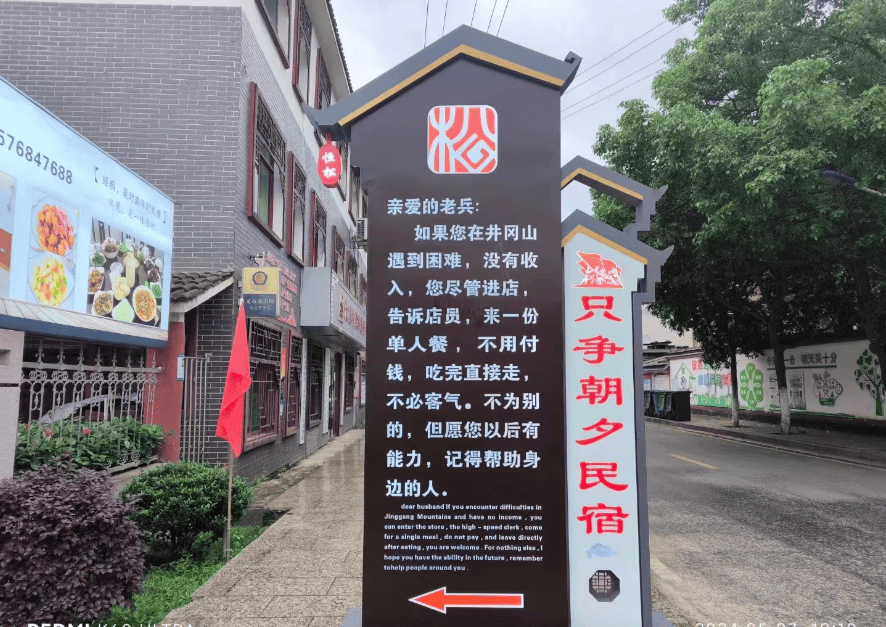 576847688
恒松
松
亲爱的老兵:
如果您在井冈山
遇到困难，没有收
入，您尽管进店，
告诉店员，来一份
单人餐，不用付
钱，吃完直接走，
不必客气。不为别
的，但愿您以后有
能力，记得帮助身
边的人。
dear husband If you encounter difficulties in
Jinggang Mountains and have no income , you
can enter the store , the high - speed clerk , come
for a single meal , do not pay , and leave directly
after eating , you are welcome . For nothing else , I
hope you have the ability in the future , remember
to help people around you .
只争朝夕民宿